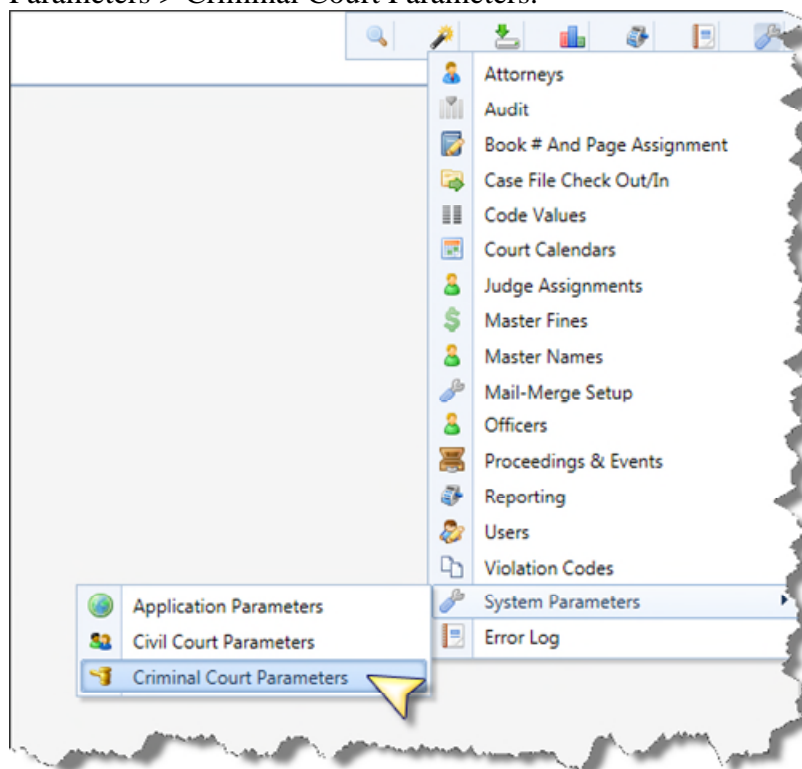 Parameters > Criminal Court Parameters.
Attorneys
Audit
Book # And Page Assignment
Case File Check Out/In
Code Values
Court Calendars
Judge Assignments
Master Fines
Master Names
Mail-Merge Setup
Officers
Proceedings & Events
Reporting
Users
Violation Codes
System Parameters
Error Log
Application Parameters
Civil Court Parameters
Criminal Court Parameters